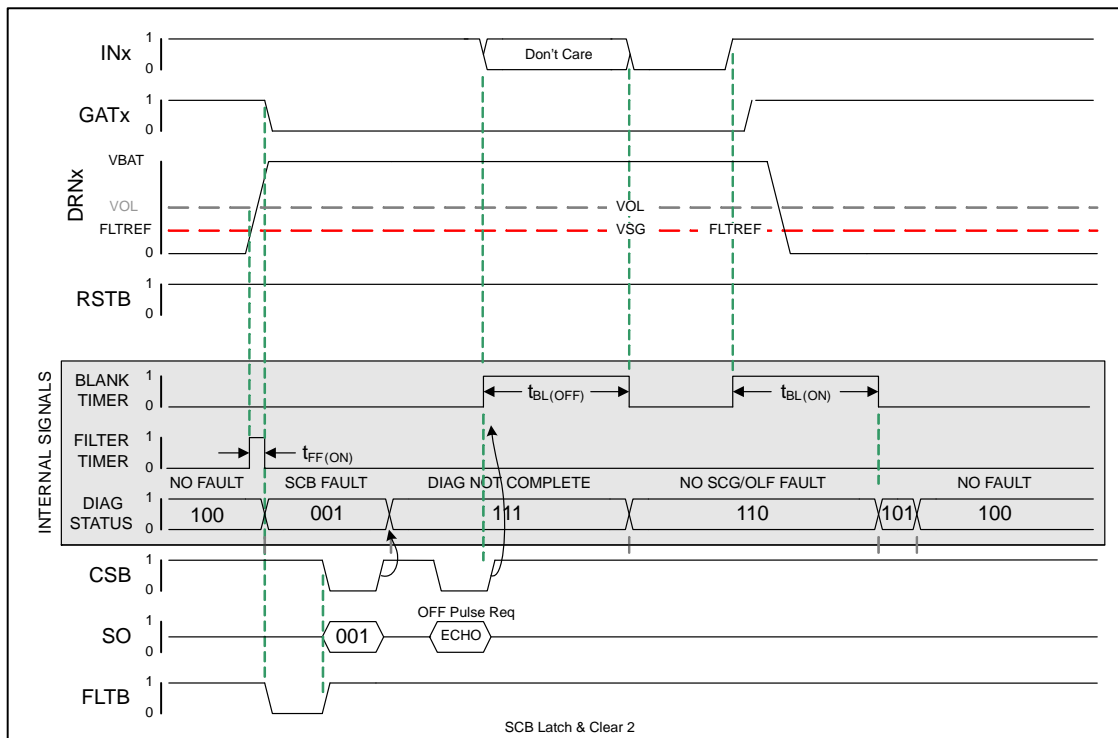 INx
1
0
Don't Care
GATx
1
0
DRNx
VBAT
VOL
VOL
FLTREF
VSG
FLTREF
0
RSTB
1
0
INTERNAL SIGNALS
BLANK
TIMER
1
0
tBL(OFF)
tBL(ON)
FILTER
TIMER
1
0
tFF(ON)
NO FAULT
SCB FAULT
DIAG NOT COMPLETE
NO SCG/OLF FAULT
NO FAULT
DIAG
STATUS
1
0
100
001
111
110
101
100
CSB
1
0
OFF Pulse Req
SO
1
0
001
ECHO
FLTB
1
0
SCB Latch & Clear 2